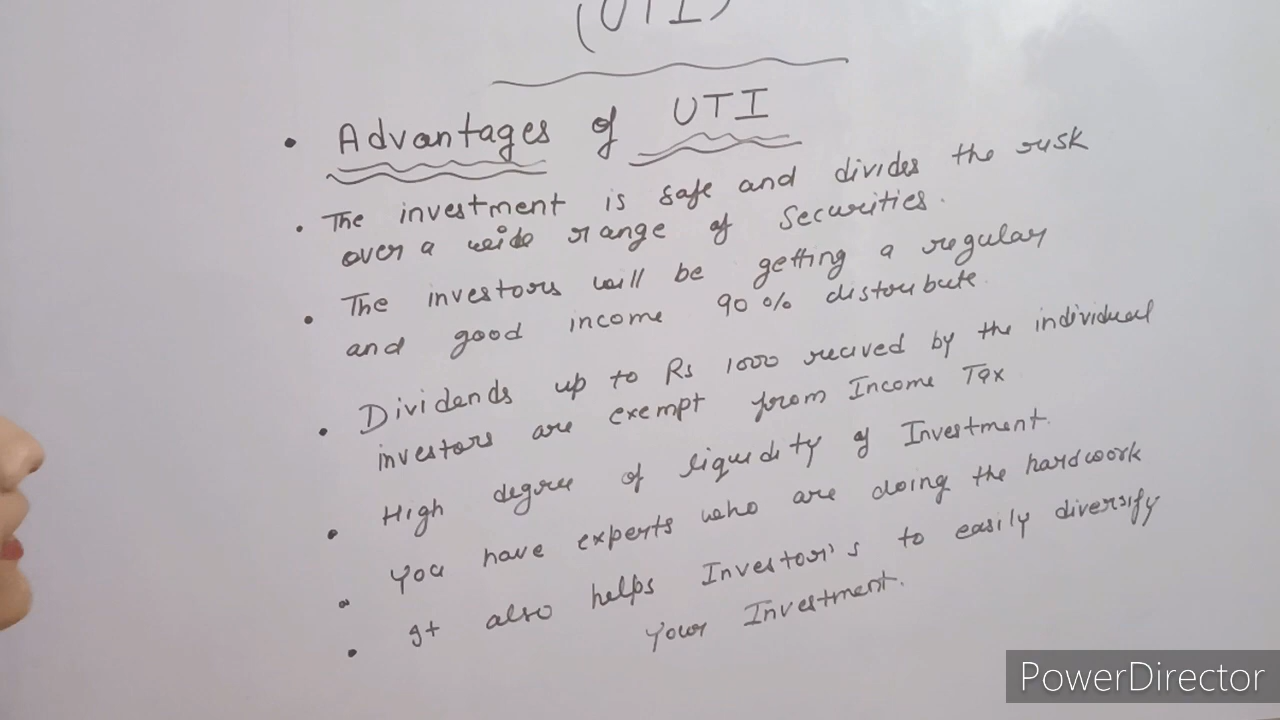 (UTI)
• Advantages of UTI
• The investment is safe and divides the risk
over a wide range of Securities.
• The investors will be getting a regular
and good income 90% distribute.
• Dividends up to Rs 1000 recived by the individual
investors are exempt from Income Tax
• High degree of liquidity of Investment.
• You have experts who are doing the hardwork
• It also helps Investor's to easily diversify
Your Investment.
PowerDirector